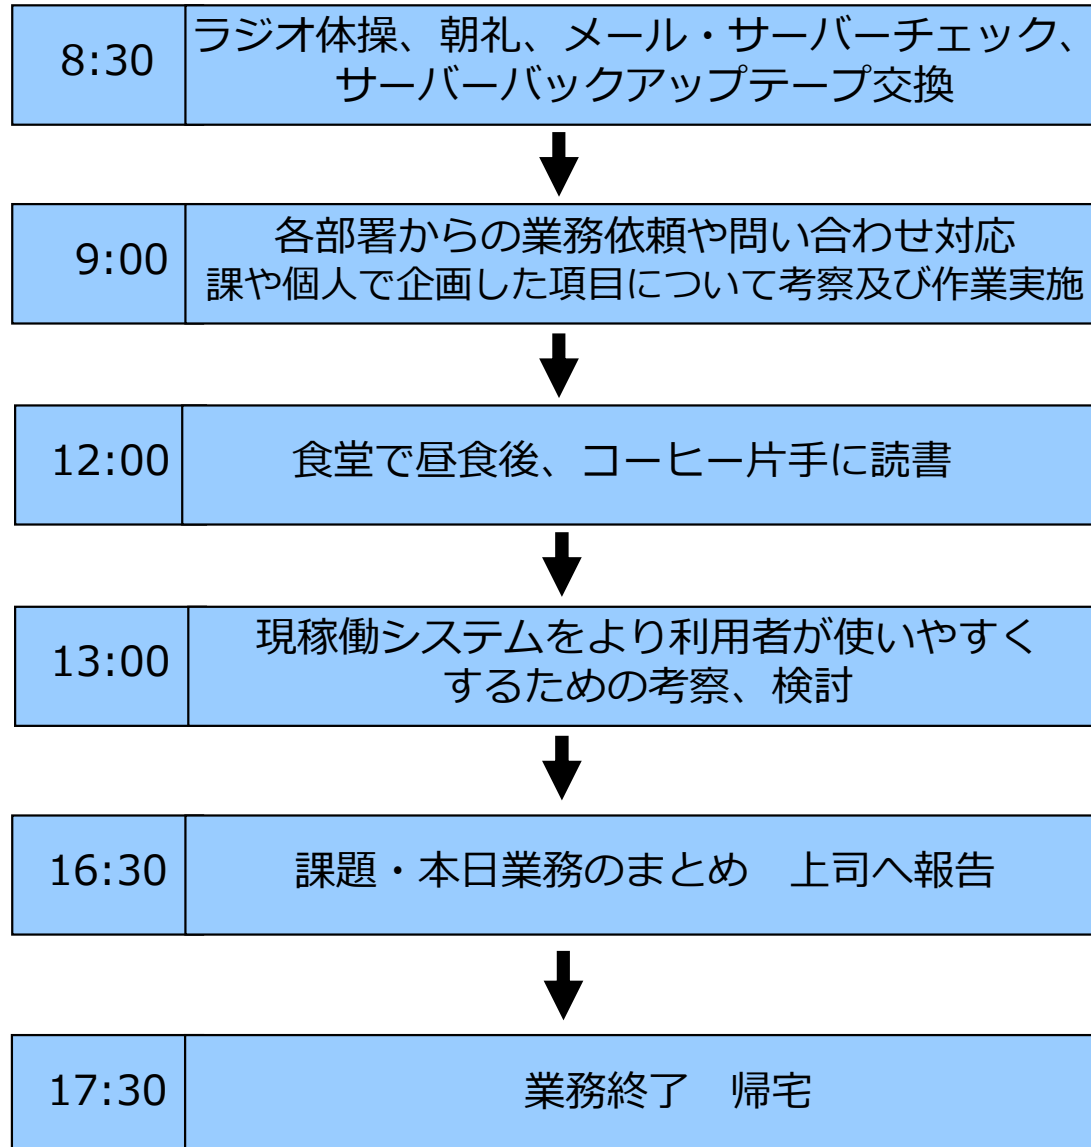 8:30
ラジオ体操、朝礼、メール・サーバーチェック、
サーバーバックアップテープ交換
9:00
各部署からの業務依頼や問い合わせ対応
課や個人で企画した項目について考察及び作業実施
12:00
食堂で昼食後、コーヒー片手に読書
13:00
現稼働システムをより利用者が使いやすく
するための考察、検討
16:30
課題・本日業務のまとめ　上司へ報告
17:30
業務終了　帰宅